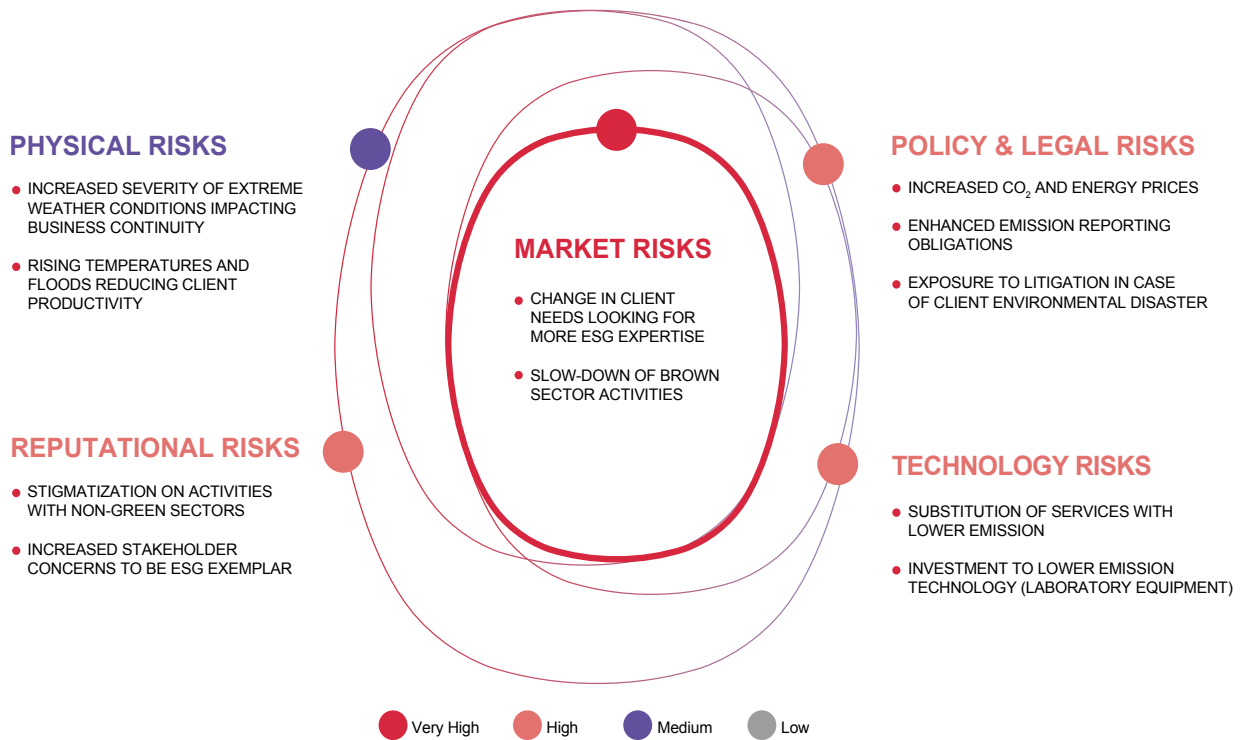 PHYSICAL RISKS
INCREASED SEVERITY OF EXTREME
WEATHER CONDITIONS IMPACTING
BUSINESS CONTINUITY
RISING TEMPERATURES AND
FLOODS REDUCING CLIENT
PRODUCTIVITY
REPUTATIONAL RISKS
STIGMATIZATION ON ACTIVITIES
WITH NON-GREEN SECTORS
INCREASED STAKEHOLDER
CONCERNS TO BE ESG EXEMPLAR
MARKET RISKS
CHANGE IN CLIENT
NEEDS LOOKING FOR
MORE ESG EXPERTISE
SLOW-DOWN OF BROWN
SECTOR ACTIVITIES
POLICY & LEGAL RISKS
INCREASED CO₂ AND ENERGY PRICES
ENHANCED EMISSION REPORTING
OBLIGATIONS
EXPOSURE TO LITIGATION IN CASE
OF CLIENT ENVIRONMENTAL DISASTER
TECHNOLOGY RISKS
SUBSTITUTION OF SERVICES WITH
LOWER EMISSION
INVESTMENT TO LOWER EMISSION
TECHNOLOGY (LABORATORY EQUIPMENT)
Very High High Medium Low